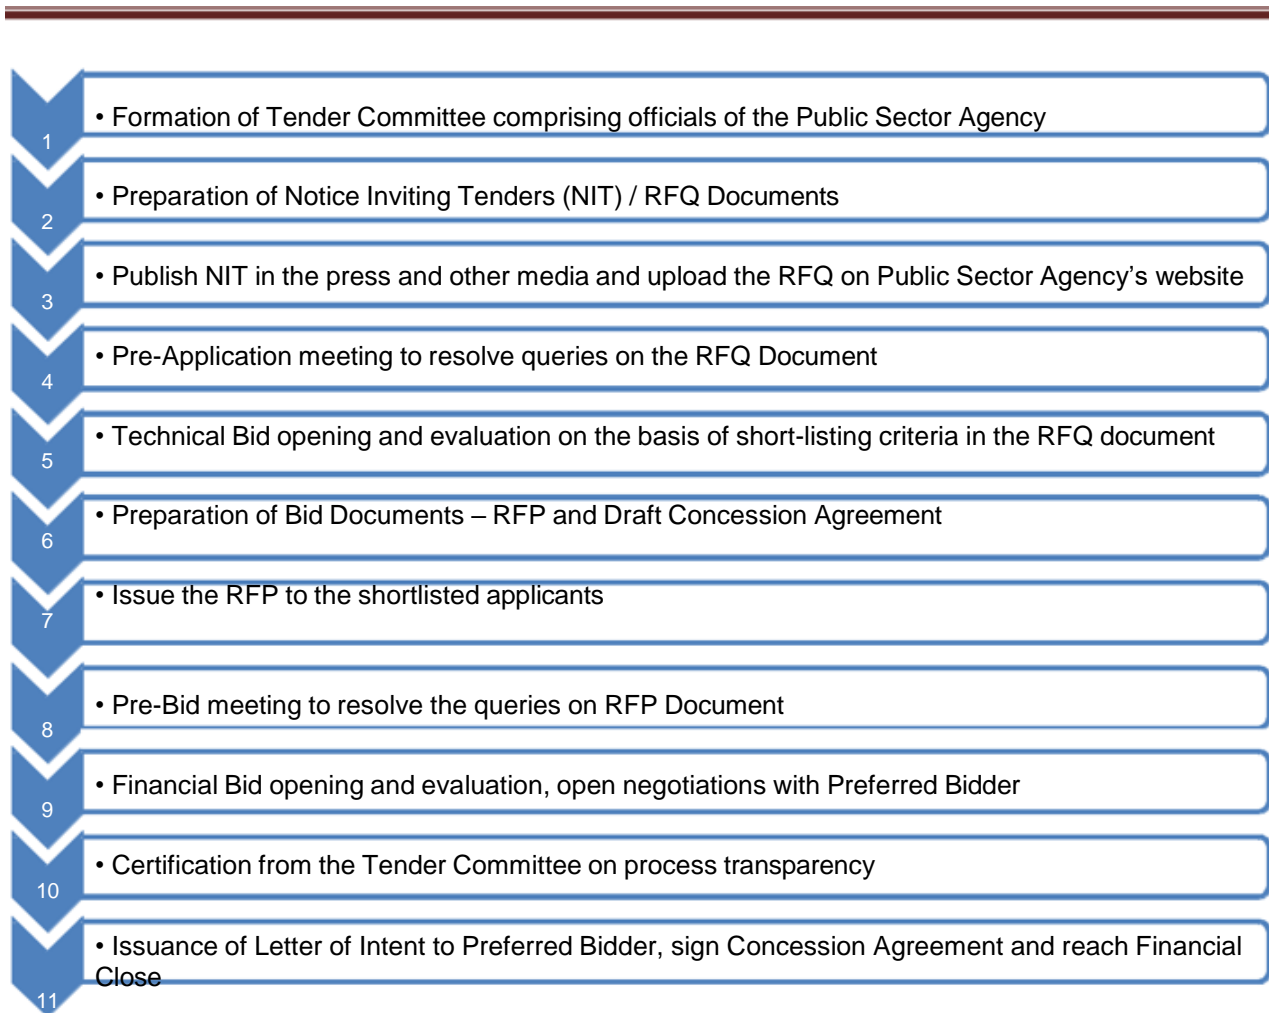 1
• Formation of Tender Committee comprising officials of the Public Sector Agency
2
• Preparation of Notice Inviting Tenders (NIT) / RFQ Documents
3
• Publish NIT in the press and other media and upload the RFQ on Public Sector Agency’s website
4
• Pre-Application meeting to resolve queries on the RFQ Document
5
• Technical Bid opening and evaluation on the basis of short-listing criteria in the RFQ document
6
• Preparation of Bid Documents – RFP and Draft Concession Agreement
7
• Issue the RFP to the shortlisted applicants
8
• Pre-Bid meeting to resolve the queries on RFP Document
9
• Financial Bid opening and evaluation, open negotiations with Preferred Bidder
10
• Certification from the Tender Committee on process transparency
11
• Issuance of Letter of Intent to Preferred Bidder, sign Concession Agreement and reach Financial
Close